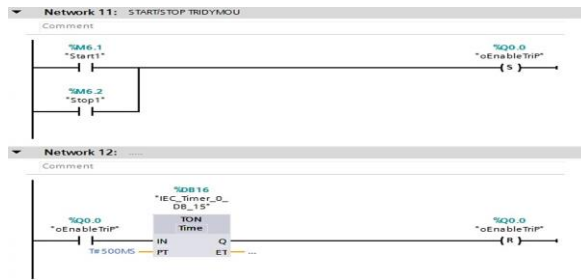 Network 11: START/STOP TRIDYMOU
Comment
%M6.1
"Start1"
%Q0.0
"oEnableTriP"
( S )
%M6.2
"Stop1"
Network 12: .....
Comment
%DB16
"IEC_Timer_0_
DB_15"
%Q0.0
"oEnableTriP"
TON
Time
%Q0.0
"oEnableTriP"
IN Q
( R )
T#500MS PT ET ...